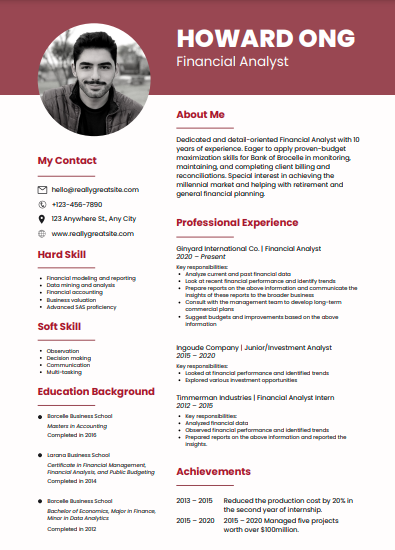 HOWARD ONG
Financial Analyst
My Contact
hello@reallygreatsite.com
+123-456-7890
123 Anywhere St., Any City
www.reallygreatsite.com
Hard Skill
Financial modeling and reporting
Data mining and analysis
Financial accounting
Business valuation
Advanced SAS proficiency
Soft Skill
Observation
Decision making
Communication
Multi-tasking
Education Background
Borcelle Business School
Masters in Accounting
Completed in 2016
Larana Business School
Certificate in Financial Management,
Financial Analysis, and Public Budgeting
Completed in 2014
Borcelle Business School
Bachelor of Economics, Major in Finance,
Minor in Data Analytics
Completed in 2012
About Me
Dedicated and detail-oriented Financial Analyst with 10
years of experience. Eager to apply proven-budget
maximization skills for Bank of Brocelle in monitoring,
maintaining, and completing client billing and
reconciliations. Special interest in achieving the
millennial market and helping with retirement and
general financial planning.
Professional Experience
Ginyard International Co. | Financial Analyst
2020 – Present
Key responsibilities:
Analyze current and past financial data
Look at recent financial performance and identify trends
Prepare reports on the above information and communicate the
insights of these reports to the broader business
Consult with the management team to develop long-term
commercial plans
Suggest budgets and improvements based on the above
information
Ingoude Company | Junior/Investment Analyst
2015 – 2020
Key responsibilities:
Looked at financial performance and identified trends
Explored various investment opportunities
Timmerman Industries | Financial Analyst Intern
2012 – 2015
Key responsibilities:
Analyzed financial data
Observed financial performance and identified trends
Prepared reports on the above information and reported the
insights.
Achievements
2013 – 2015 Reduced the production cost by 20% in
the second year of internship.
2015 – 2020 2015 – 2020 Managed five projects
worth over $100million.